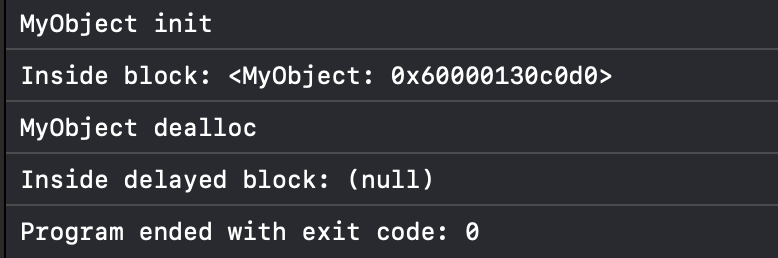 MyObject init
Inside block: <MyObject: 0x60000130c0d0>
MyObject dealloc
Inside delayed block: (null)
Program ended with exit code: 0